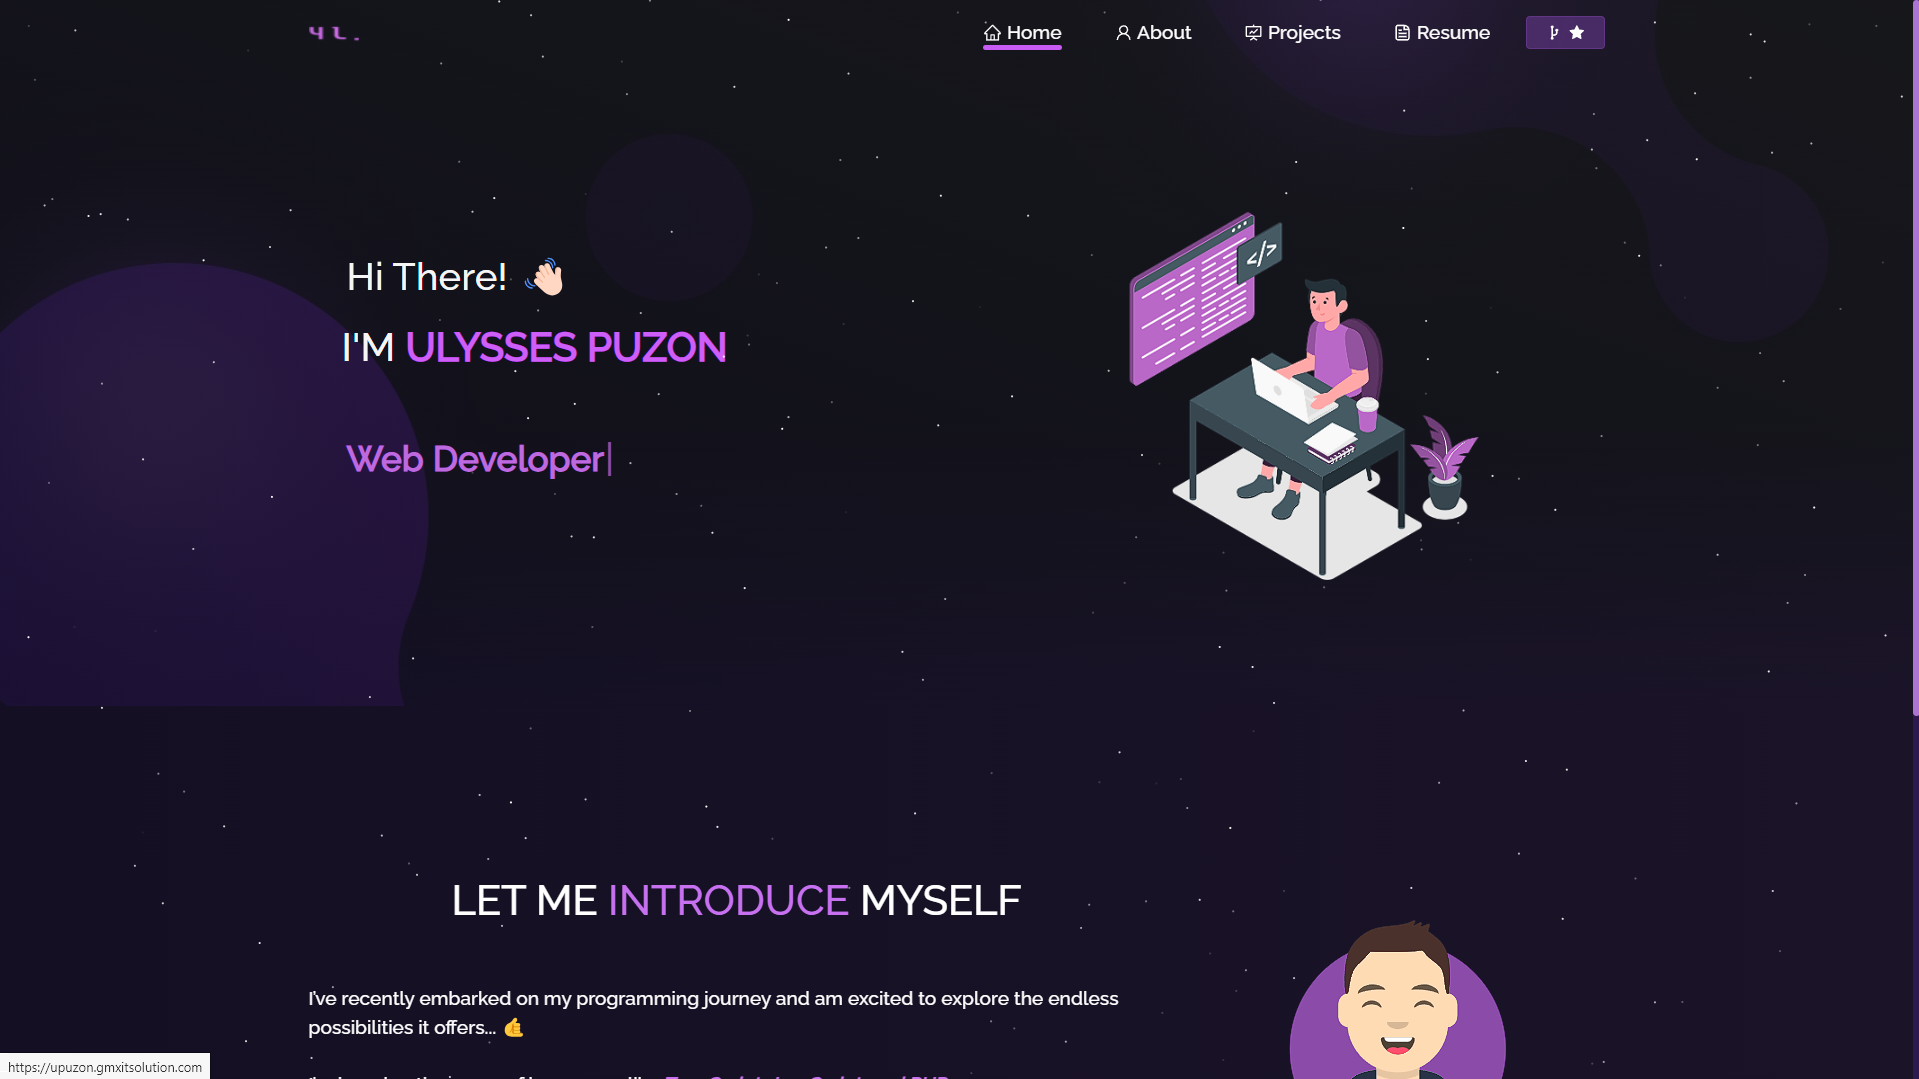 Home About Projects Resume
</>
Hi There! 👋🏻
I'M ULYSSES PUZON
Web Developer
LET ME INTRODUCE MYSELF
I've recently embarked on my programming journey and am excited to explore the endless
possibilities it offers... 🤙
https://upuzon.gmxitsolution.com